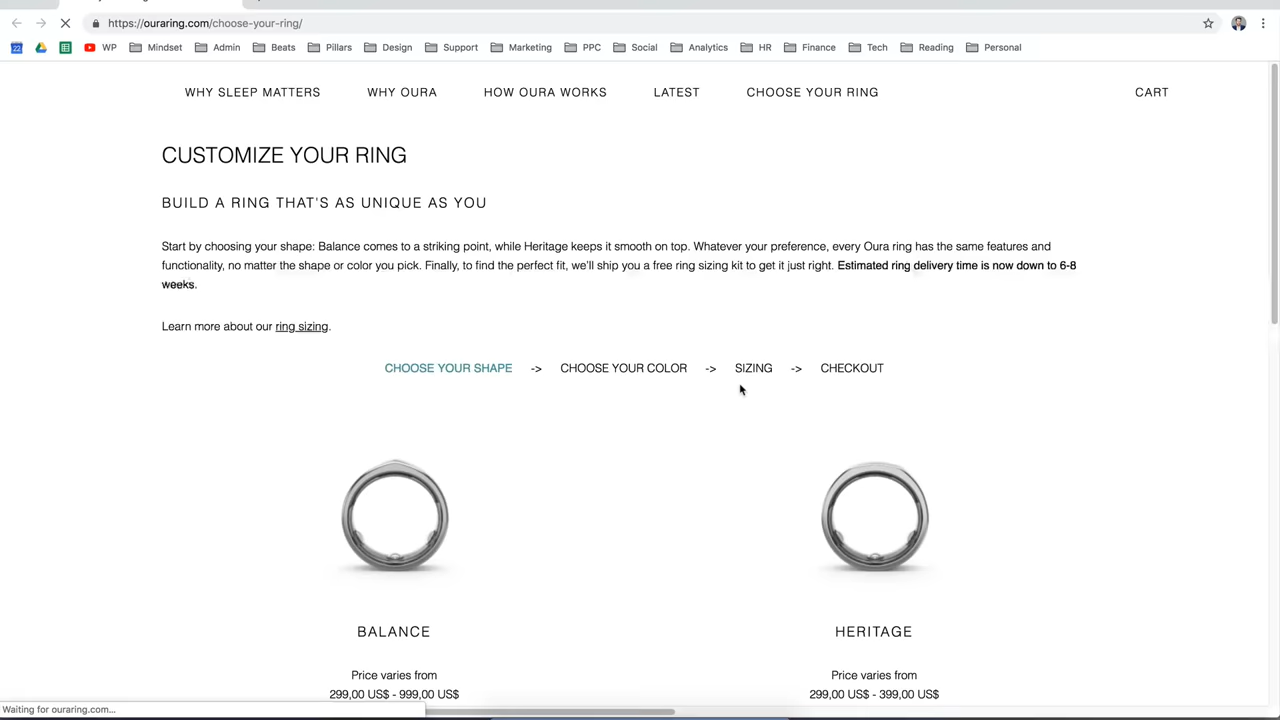 https://ouraring.com/choose-your-ring/
22 WP Mindset Admin Beats Pillars Design Support Marketing PPC Social Analytics HR Finance Tech Reading Personal
WHY SLEEP MATTERS WHY OURA HOW OURA WORKS LATEST CHOOSE YOUR RING CART
CUSTOMIZE YOUR RING
BUILD A RING THAT'S AS UNIQUE AS YOU
Start by choosing your shape: Balance comes to a striking point, while Heritage keeps it smooth on top. Whatever your preference, every Oura ring has the same features and
functionality, no matter the shape or color you pick. Finally, to find the perfect fit, we'll ship you a free ring sizing kit to get it just right. Estimated ring delivery time is now down to 6-8
weeks.
Learn more about our ring sizing.
CHOOSE YOUR SHAPE -> CHOOSE YOUR COLOR -> SIZING -> CHECKOUT
BALANCE HERITAGE
Price varies from Price varies from
299,00 US$ - 999,00 US$ 299,00 US$ - 399,00 US$
Waiting for ouraring.com...